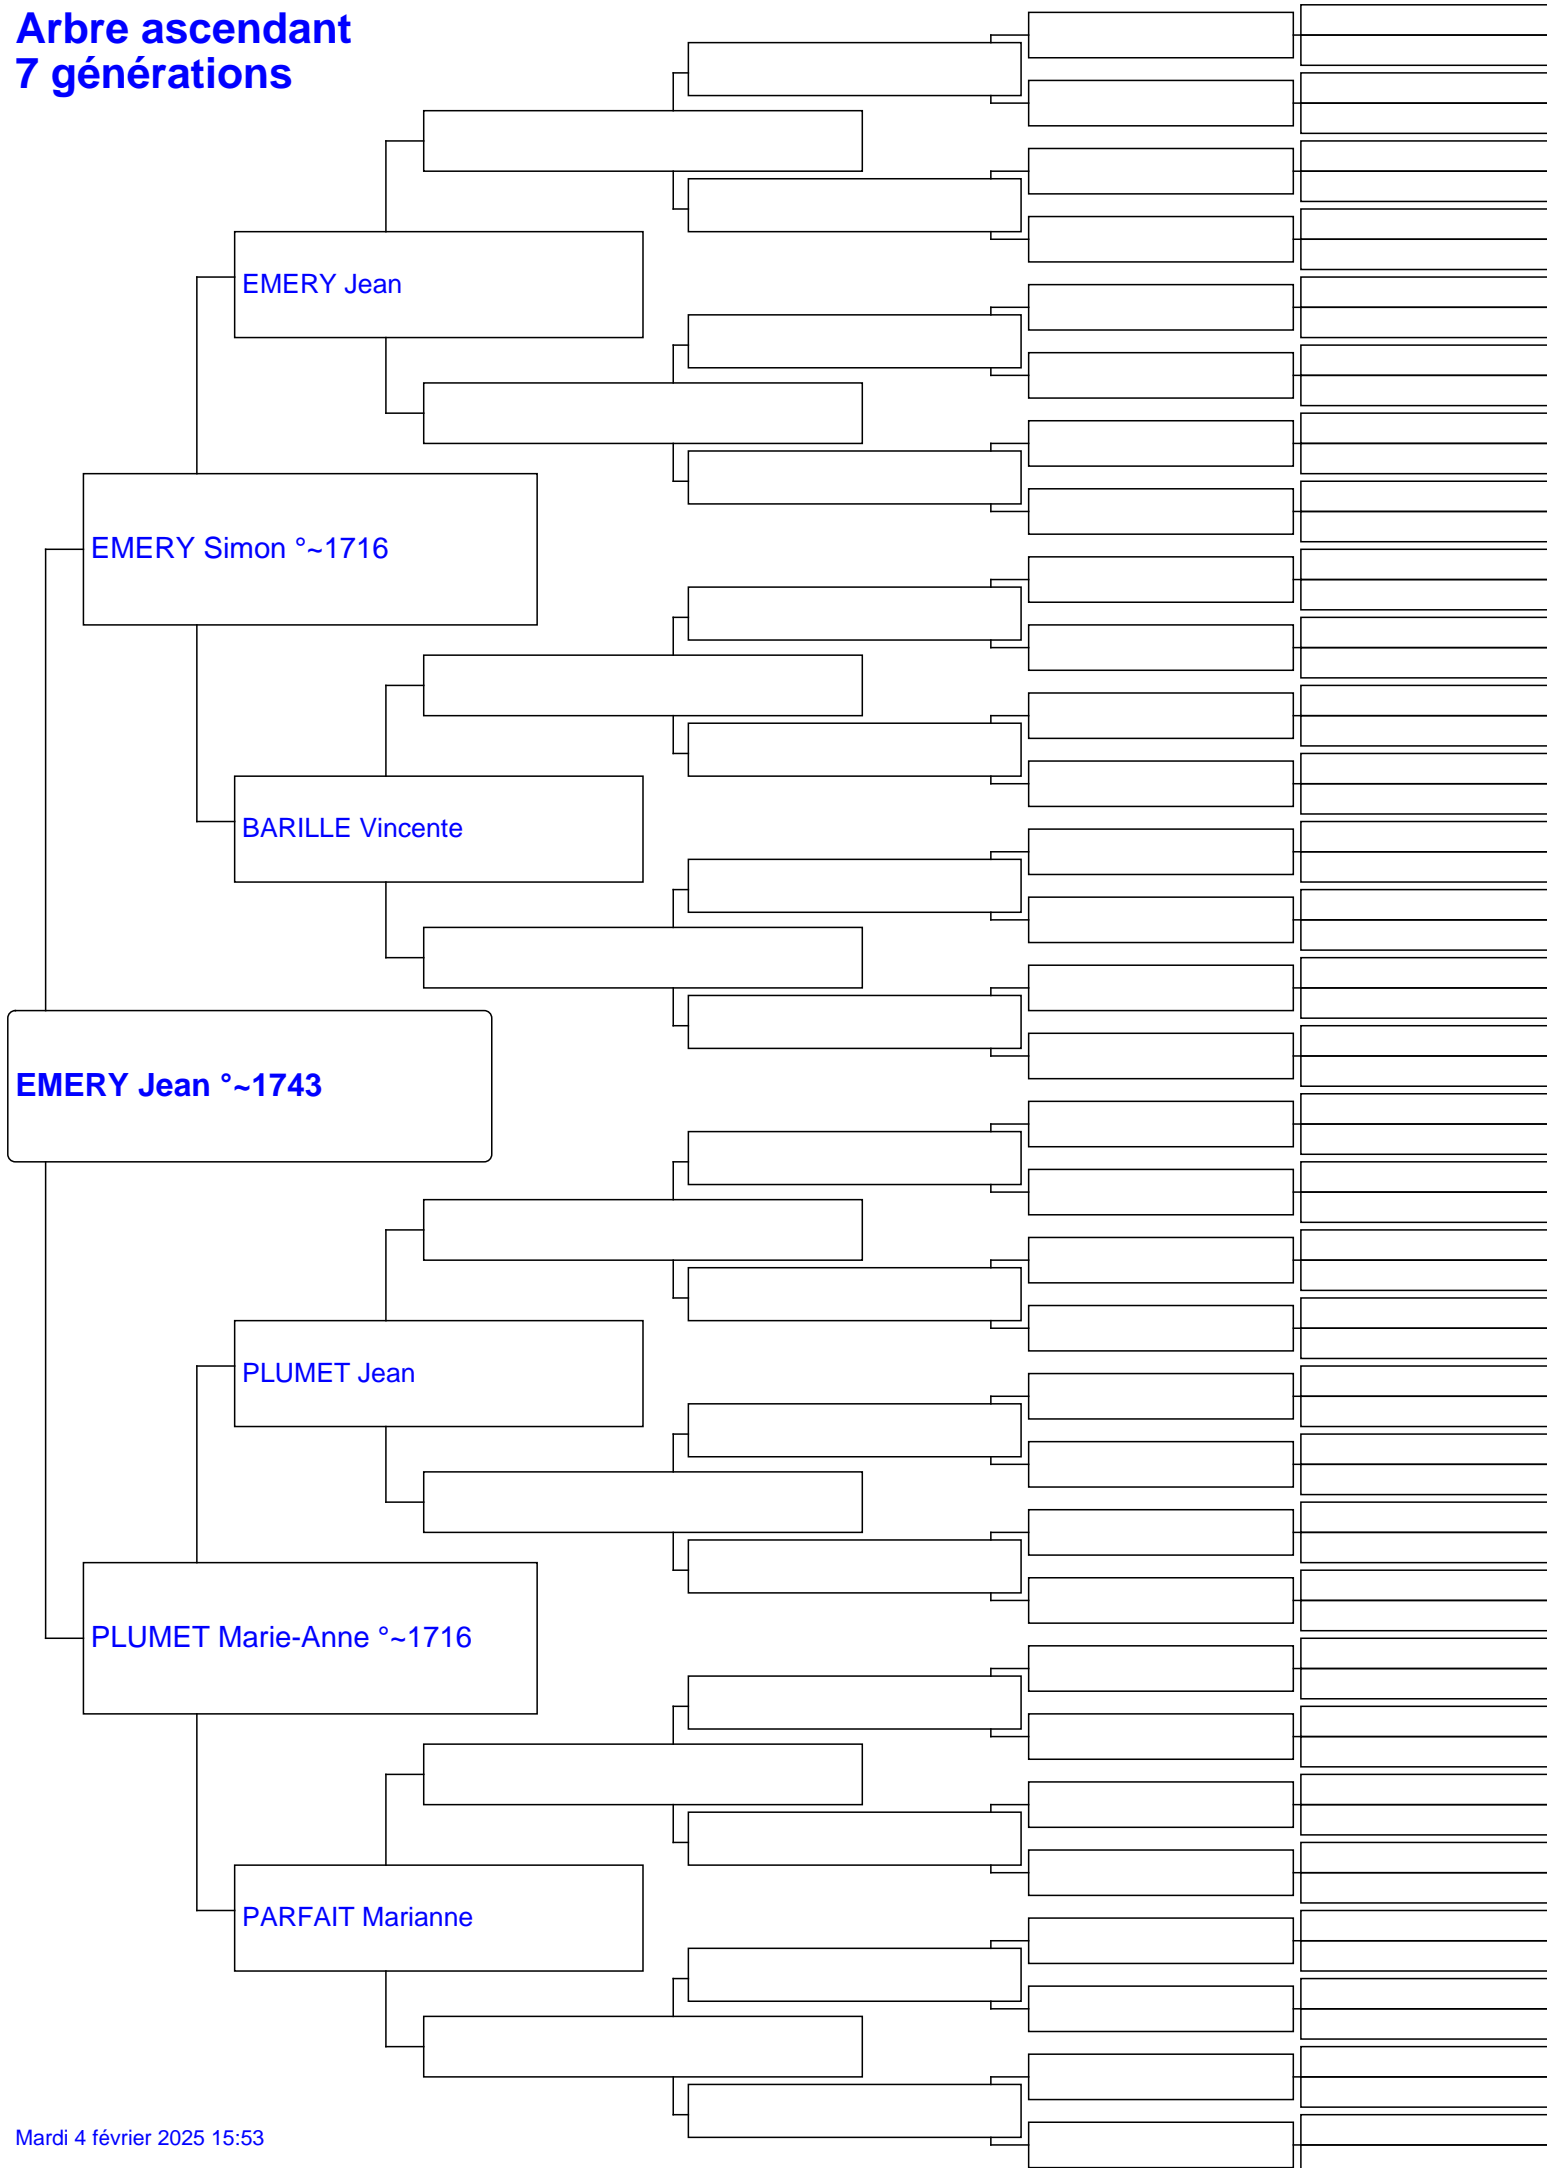 Arbre ascendant
7 générations
EMERY Jean
EMERY Simon °~1716
BARILLE Vincente
EMERY Jean °~1743
PLUMET Jean
PLUMET Marie-Anne °~1716
PARFAIT Marianne
Mardi 4 février 2025 15:53